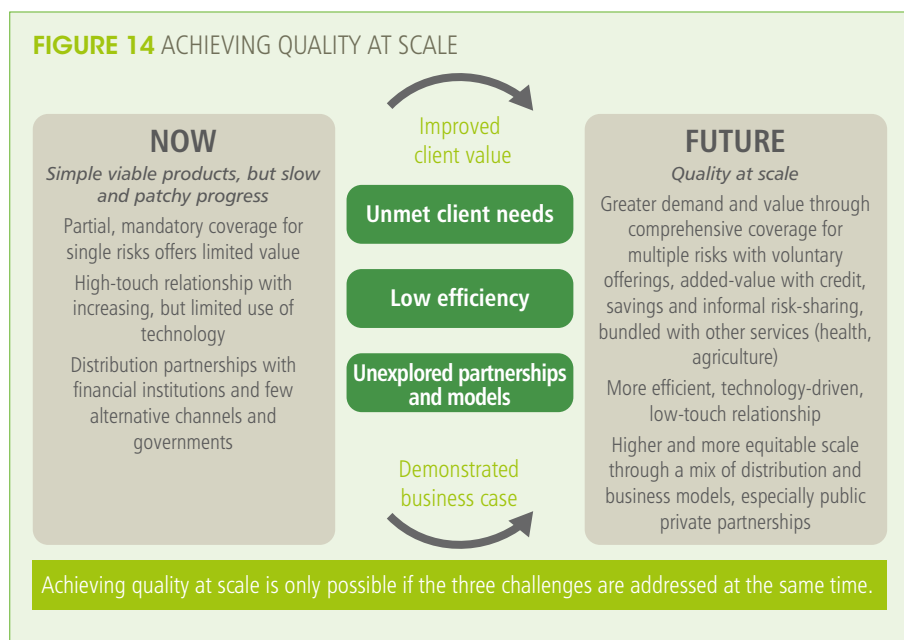 FIGURE 14 ACHIEVING QUALITY AT SCALE
NOW
Simple viable products, but slow
and patchy progress
Partial, mandatory coverage for
single risks offers limited value
High-touch relationship with
increasing, but limited use of
technology
Distribution partnerships with
financial institutions and few
alternative channels and
governments
Improved
client value
Unmet client needs
Low efficiency
Unexplored partnerships
and models
Demonstrated
business case
FUTURE
Quality at scale
Greater demand and value through
comprehensive coverage for
multiple risks with voluntary
offerings, added-value with credit,
savings and informal risk-sharing,
bundled with other services (health,
agriculture)
More efficient, technology-driven,
low-touch relationship
Higher and more equitable scale
through a mix of distribution and
business models, especially public
private partnerships
Achieving quality at scale is only possible if the three challenges are addressed at the same time.